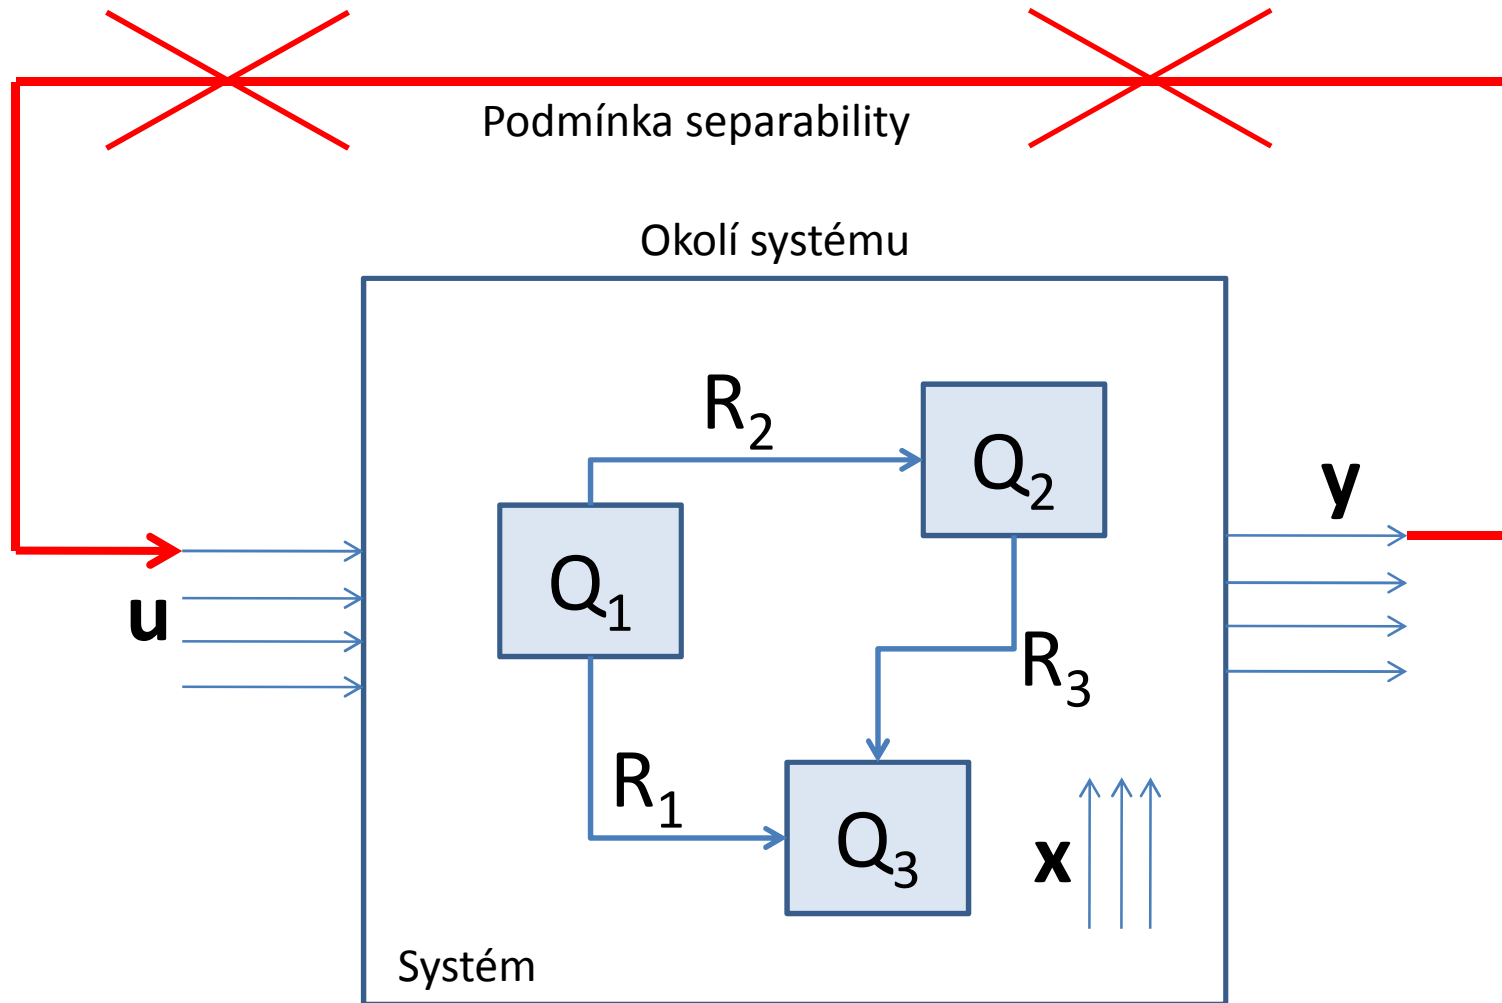 Podmínka separability
Okolí systému
R2
Q2
y
Q1
u
R3
R1
Q3
x
Systém